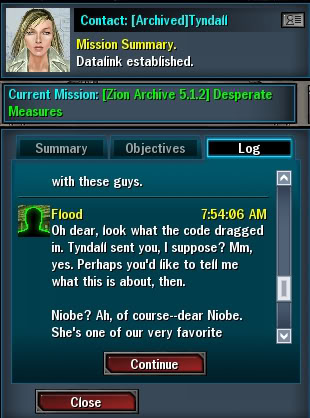 Contact: [Archived]Tyndall
Mission Summary.
Datalink established.
Current Mission: [Zion Archive 5.1.2] Desperate
Measures
Summary
Objectives
Log
with these guys.
Flood
7:54:06 AM
Oh dear, look what the code dragged
in. Tyndall sent you, I suppose? Mm,
yes. Perhaps you'd like to tell me
what this is about, then.
Niobe? Ah, of course--dear Niobe.
She's one of our very favorite
Continue
Close